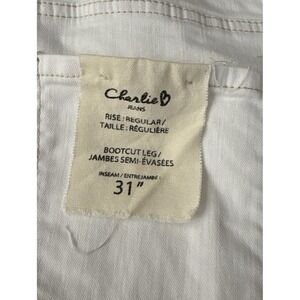 Charlie
JEANS
RISE: REGULAR/
TAILLE: RÉGULIÈRE
BOOTCUT LEG/
JAMBES SEMI-ÉVASÉES
INSEAM/ENTREJAMBE:
31"